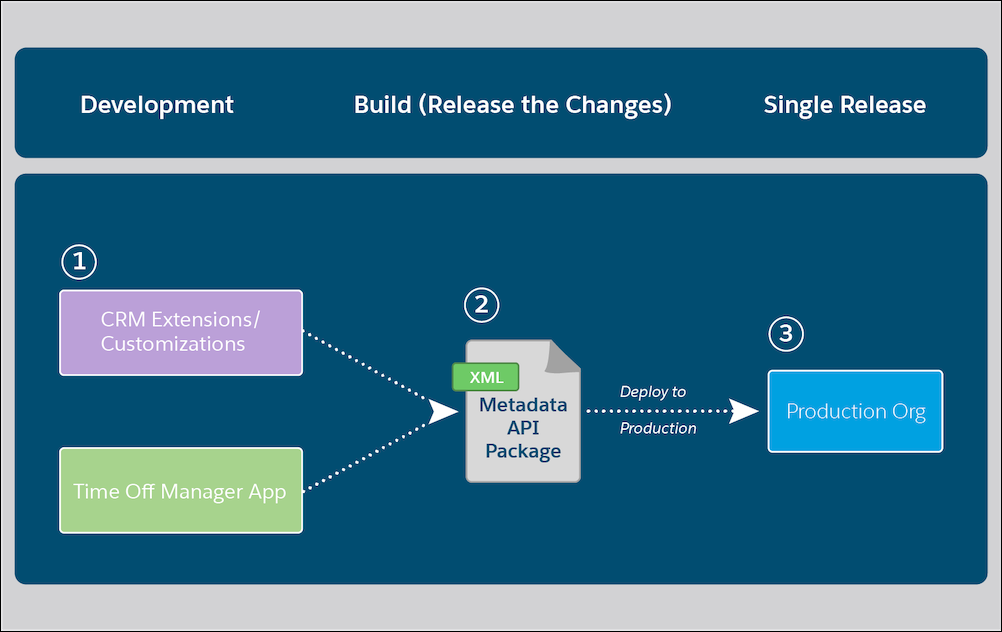 Development
Build (Release the Changes)
Single Release
1
CRM Extensions/
Customizations
Time Off Manager App
2
XML
Metadata
API
Package
Deploy to
Production
3
Production Org